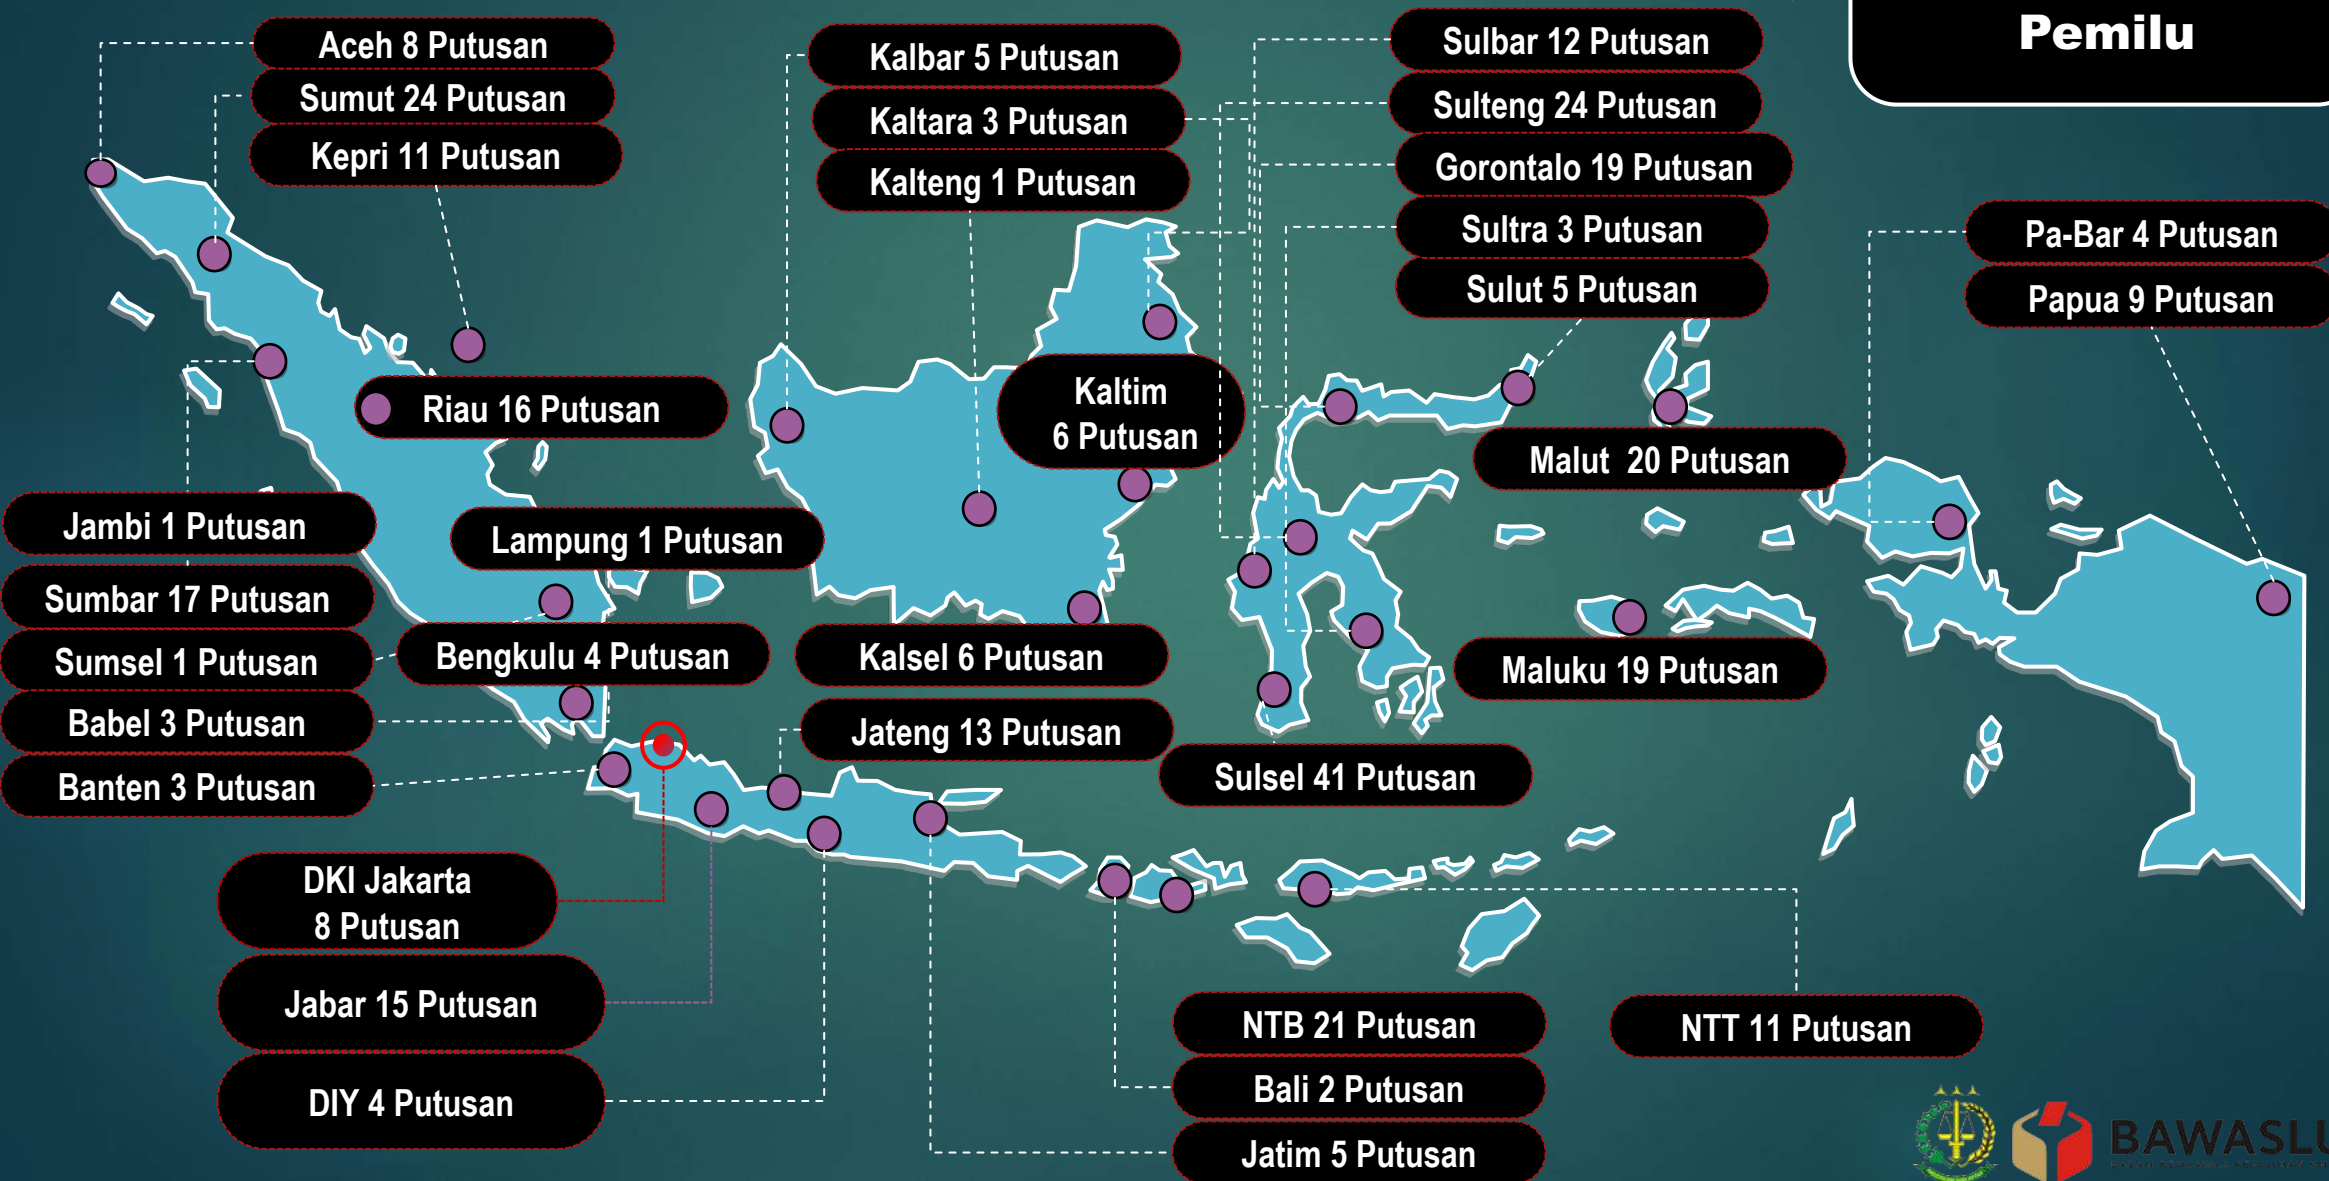 Pemilu
Aceh 8 Putusan
Sumut 24 Putusan
Kepri 11 Putusan
Kalbar 5 Putusan
Kaltara 3 Putusan
Kalteng 1 Putusan
Sulbar 12 Putusan
Sulteng 24 Putusan
Gorontalo 19 Putusan
Sultra 3 Putusan
Sulut 5 Putusan
Pa-Bar 4 Putusan
Papua 9 Putusan
Riau 16 Putusan
Kaltim
6 Putusan
Malut 20 Putusan
Jambi 1 Putusan
Lampung 1 Putusan
Sumbar 17 Putusan
Sumsel 1 Putusan
Bengkulu 4 Putusan
Kalsel 6 Putusan
Maluku 19 Putusan
Babel 3 Putusan
Jateng 13 Putusan
Banten 3 Putusan
Sulsel 41 Putusan
DKI Jakarta
8 Putusan
Jabar 15 Putusan
DIY 4 Putusan
NTB 21 Putusan
NTT 11 Putusan
Bali 2 Putusan
Jatim 5 Putusan
BAWASLU